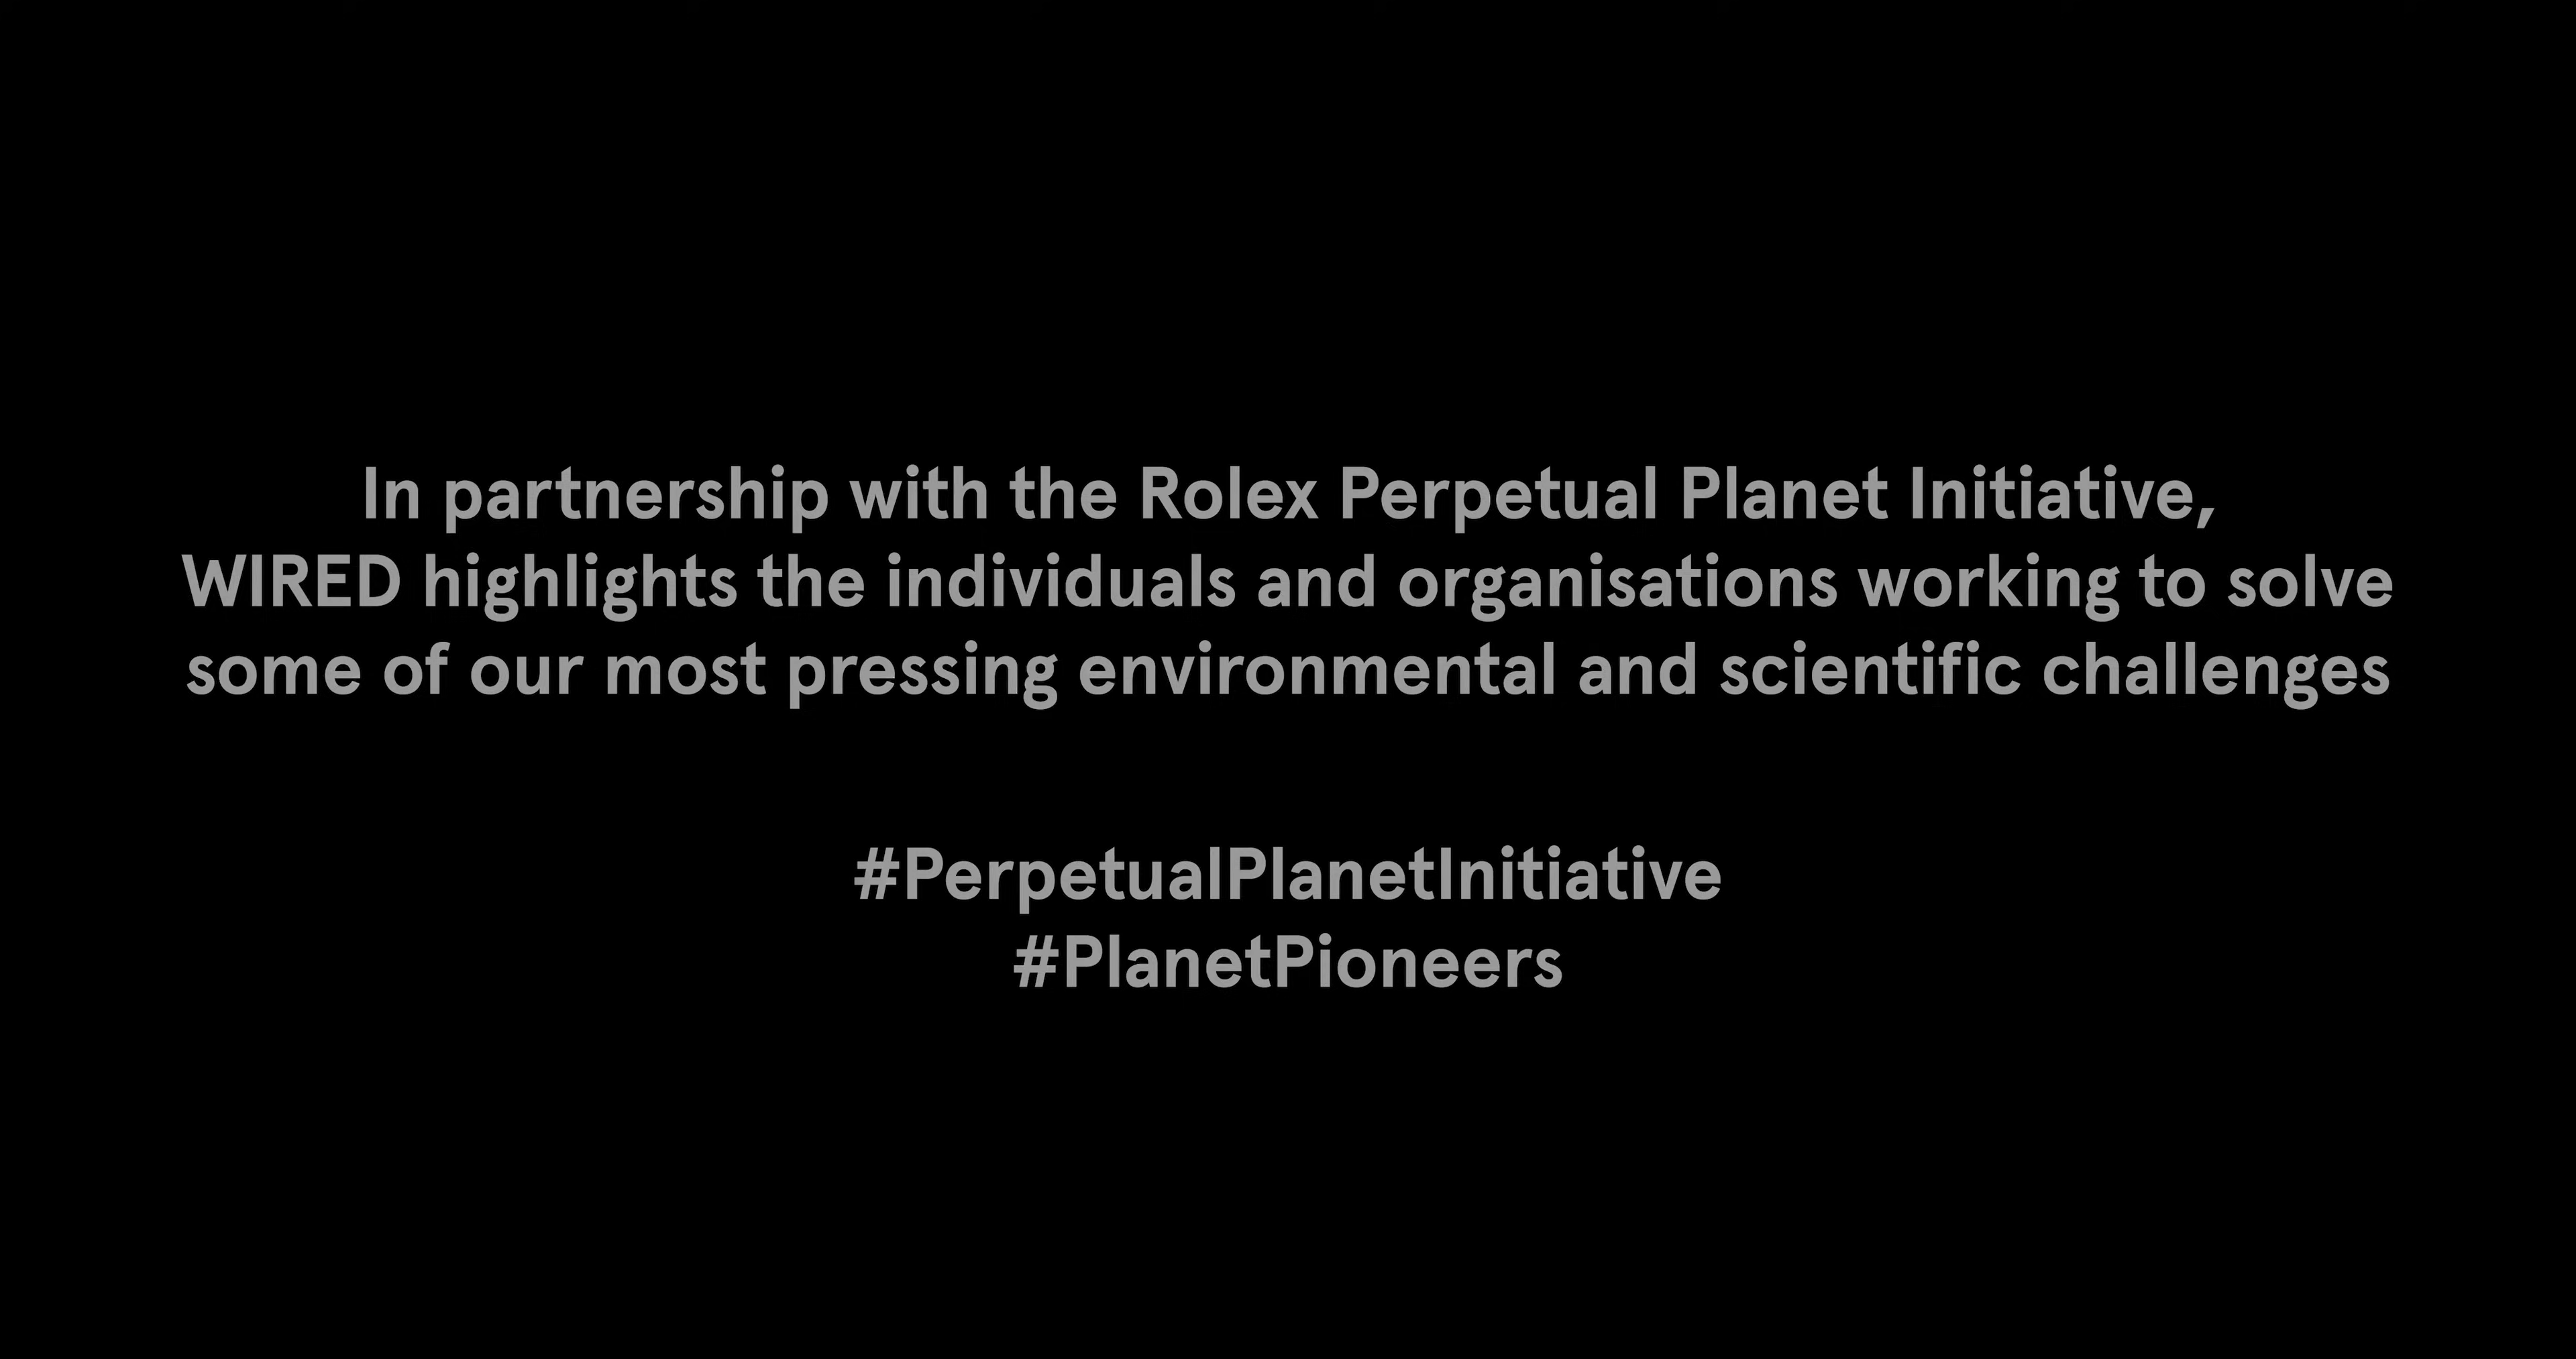 In partnership with the Rolex Perpetual Planet Initiative,
WIRED highlights the individuals and organisations working to solve
some of our most pressing environmental and scientific challenges
#PerpetualPlanetInitiative
#PlanetPioneers